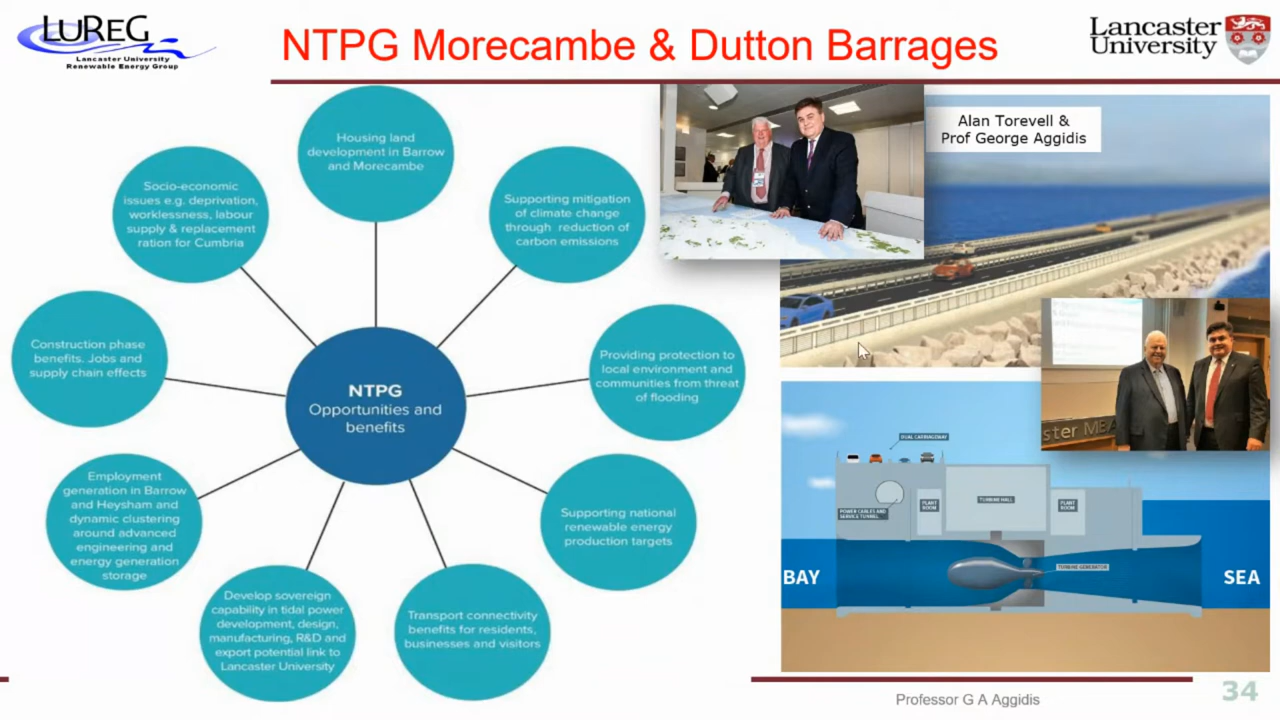 LUREG
Lancaster University
Renewable Energy Group
NTPG Morecambe & Dutton Barrages
Lancaster
University
Housing land
development in Barrow
and Morecambe
Socio-economic
issues e.g. deprivation,
worklessness, labour
supply & replacement
ration for Cumbria
Supporting mitigation
of climate change
through reduction of
carbon emissions
Construction phase
benefits. Jobs and
supply chain effects
NTPG
Opportunities and
benefits
Providing protection to
local environment and
communities from threat
of flooding
Employment
generation in Barrow
and Heysham and
dynamic clustering
around advanced
engineering and
energy generation
storage
Supporting national
renewable energy
production targets
Develop sovereign
capability in tidal power
development, design,
manufacturing, R&D and
export potential link to
Lancaster University
Transport connectivity
benefits for residents,
businesses and visitors
Alan Torevell &
Prof George Aggidis
ster MEA
DUAL CARRIAGEWAY
POWER CABLES AND
SERVICE TUNNEL
PLANT
ROOM
TURBINE HALL
PLANT
ROOM
TURBINE GENERATOR
BAY
SEA
Professor G A Aggidis
34